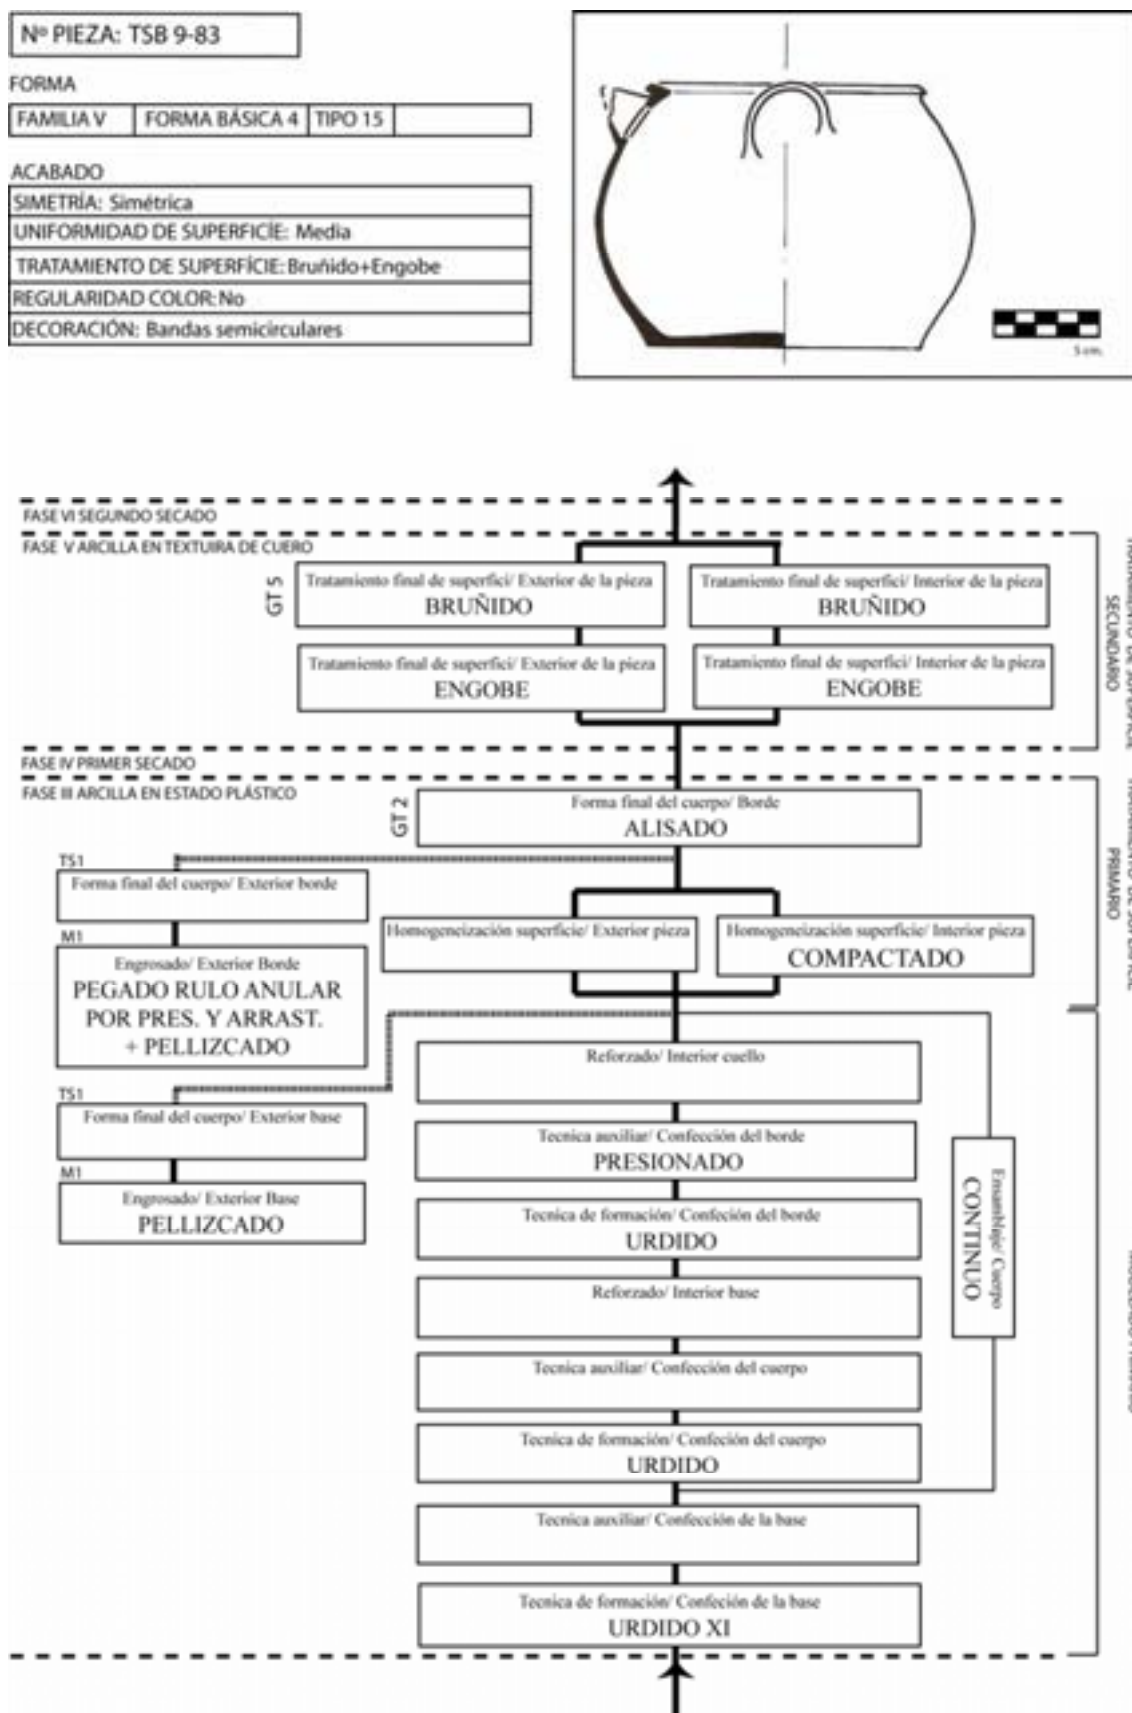 Nº PIEZA: TSB 9-83
FORMA
FAMILIA V FORMA BÁSICA 4 TIPO 15
ACABADO
SIMETRÍA: Simétrica
UNIFORMIDAD DE SUPERFICÍE: Media
TRATAMIENTO DE SUPERFÍCIE: Bruñido+Engobe
REGULARIDAD COLOR: No
DECORACIÓN: Bandas semicirculares
5 cm.
FASE VI SEGUNDO SECADO
FASE V ARCILLA EN TEXTUIRA DE CUERO
GT 5
Tratamiento final de superfici/ Exterior de la pieza
BRUÑIDO
Tratamiento final de superfici/ Interior de la pieza
BRUÑIDO
Tratamiento final de superfici/ Exterior de la pieza
ENGOBE
Tratamiento final de superfici/ Interior de la pieza
ENGOBE
SECUNDARIO
FASE IV PRIMER SECADO
FASE III ARCILLA EN ESTADO PLÁSTICO
GT 2
Forma final del cuerpo/ Borde
ALISADO
PRIMARIO
TS1
Forma final del cuerpo/ Exterior borde
M1
Engrosado/ Exterior Borde
PEGADO RULO ANULAR
POR PRES. Y ARRAST.
+ PELLIZCADO
Homogeneización superficie/ Exterior pieza
Homogeneización superficie/ Interior pieza
COMPACTADO
TS1
Forma final del cuerpo/ Exterior base
M1
Engrosado/ Exterior Base
PELLIZCADO
Reforzado/ Interior cuello
Tecnica auxiliar/ Confección del borde
PRESIONADO
Tecnica de formación/ Confeción del borde
URDIDO
Reforzado/ Interior base
Tecnica auxiliar/ Confección del cuerpo
Tecnica de formación/ Confeción del cuerpo
URDIDO
Ensamblaje/ Cuerpo
CONTINUO
Tecnica auxiliar/ Confección de la base
Tecnica de formación/ Confeción de la base
URDIDO XI